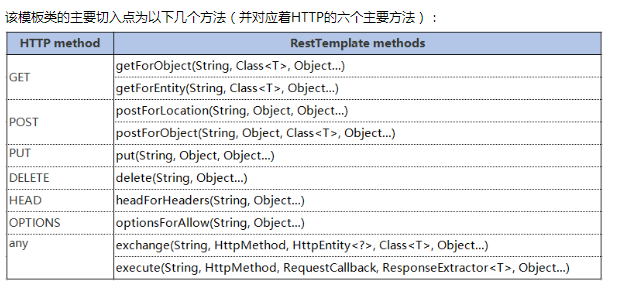 该模板类的主要切入点为以下几个方法（并对应着HTTP的六个主要方法）：
HTTP method RestTemplate methods
GET getForObject(String, Class<T>, Object...)
getForEntity(String, Class<T>, Object...)
POST postForLocation(String, Object, Object...)
postForObject(String, Object, Class<T>, Object...)
PUT put(String, Object, Object...)
DELETE delete(String, Object...)
HEAD headForHeaders(String, Object...)
OPTIONS optionsForAllow(String, Object...)
any exchange(String, HttpMethod, HttpEntity<?>, Class<T>, Object...)
execute(String, HttpMethod, RequestCallback, ResponseExtractor<T>, Object...)